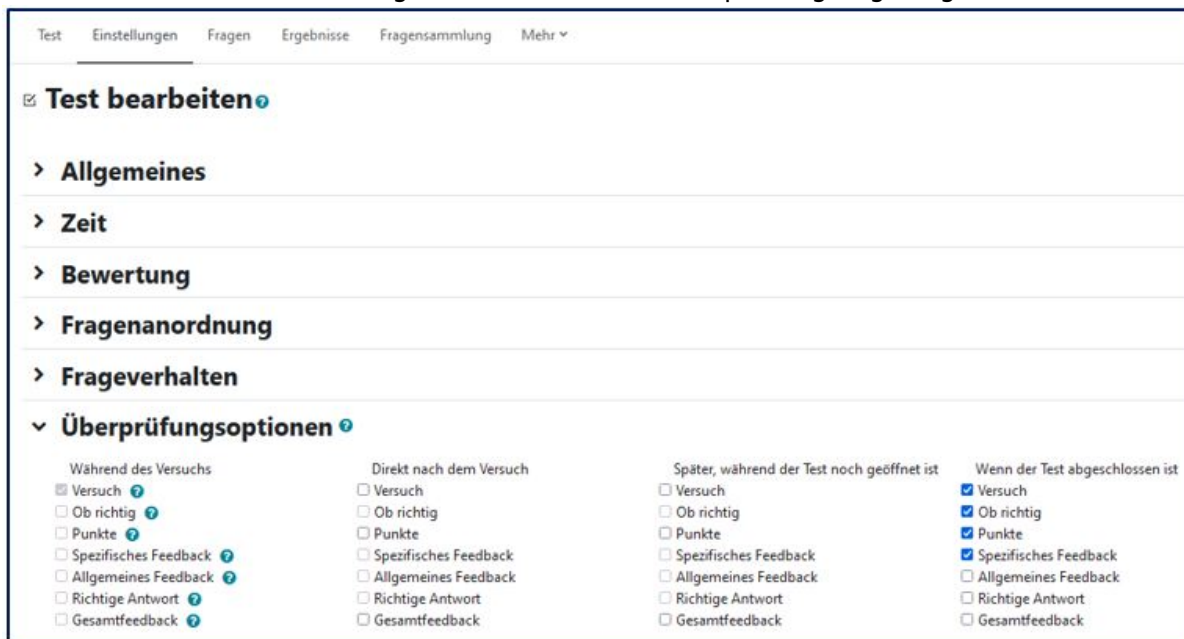 Test Einstellungen Fragen Ergebnisse Fragensammlung Mehr
Test bearbeiten
Allgemeines
Zeit
Bewertung
Fragenanordnung
Frageverhalten
Überprüfungsoptionen
Während des Versuchs Direkt nach dem Versuch Später, während der Test noch geöffnet ist Wenn der Test abgeschlossen ist
Versuch Versuch Versuch Versuch
Ob richtig Ob richtig Ob richtig Ob richtig
Punkte Punkte Punkte Punkte
Spezifisches Feedback Spezifisches Feedback Spezifisches Feedback Spezifisches Feedback
Allgemeines Feedback Allgemeines Feedback Allgemeines Feedback Allgemeines Feedback
Richtige Antwort Richtige Antwort Richtige Antwort Richtige Antwort
Gesamtfeedback Gesamtfeedback Gesamtfeedback Gesamtfeedback